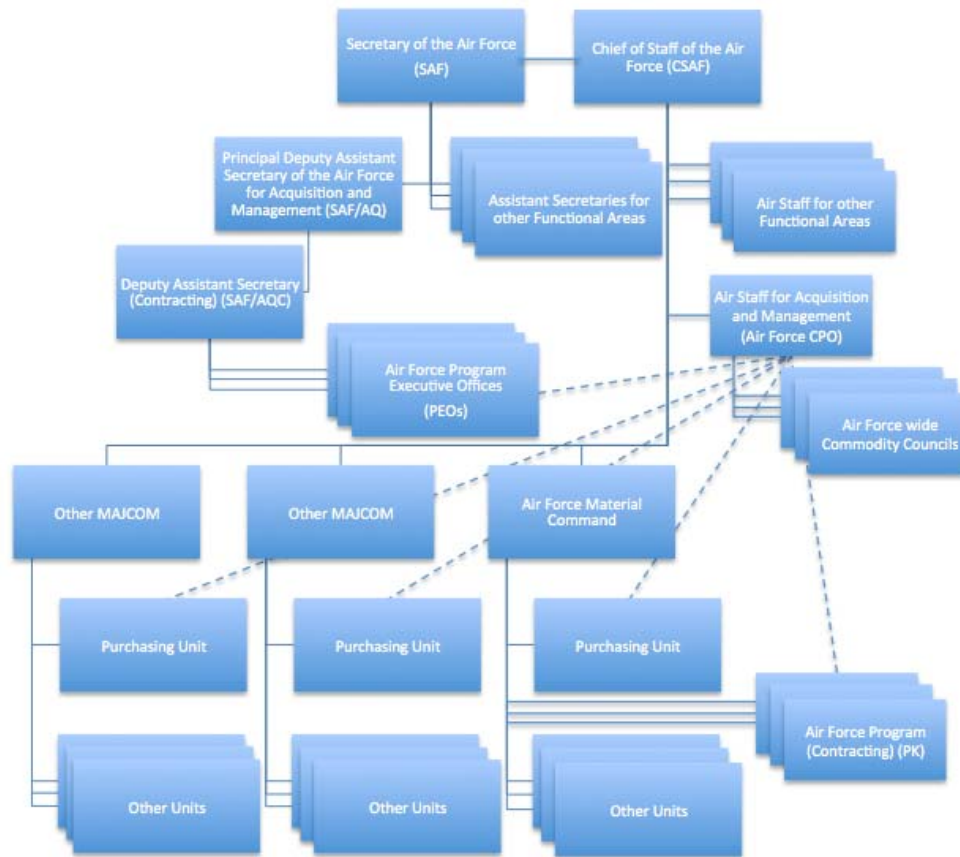 Secretary of the Air Force
(SAF)
Chief of Staff of the Air
Force (CSAF)
Principal Deputy Assistant
Secretary of the Air Force
for Acquisition and
Management (SAF/AQ)
Assistant Secretaries for
other Functional Areas
Air Staff for other
Functional Areas
Deputy Assistant Secretary
(Contracting) (SAF/AQC)
Air Staff for Acquisition
and Management
(Air Force CPO)
Air Force Program
Executive Offices
(PEOs)
Air Force wide
Commodity Councils
Other MAJCOM
Other MAJCOM
Air Force Material
Command
Purchasing Unit
Purchasing Unit
Purchasing Unit
Air Force Program
(Contracting) (PK)
Other Units
Other Units
Other Units